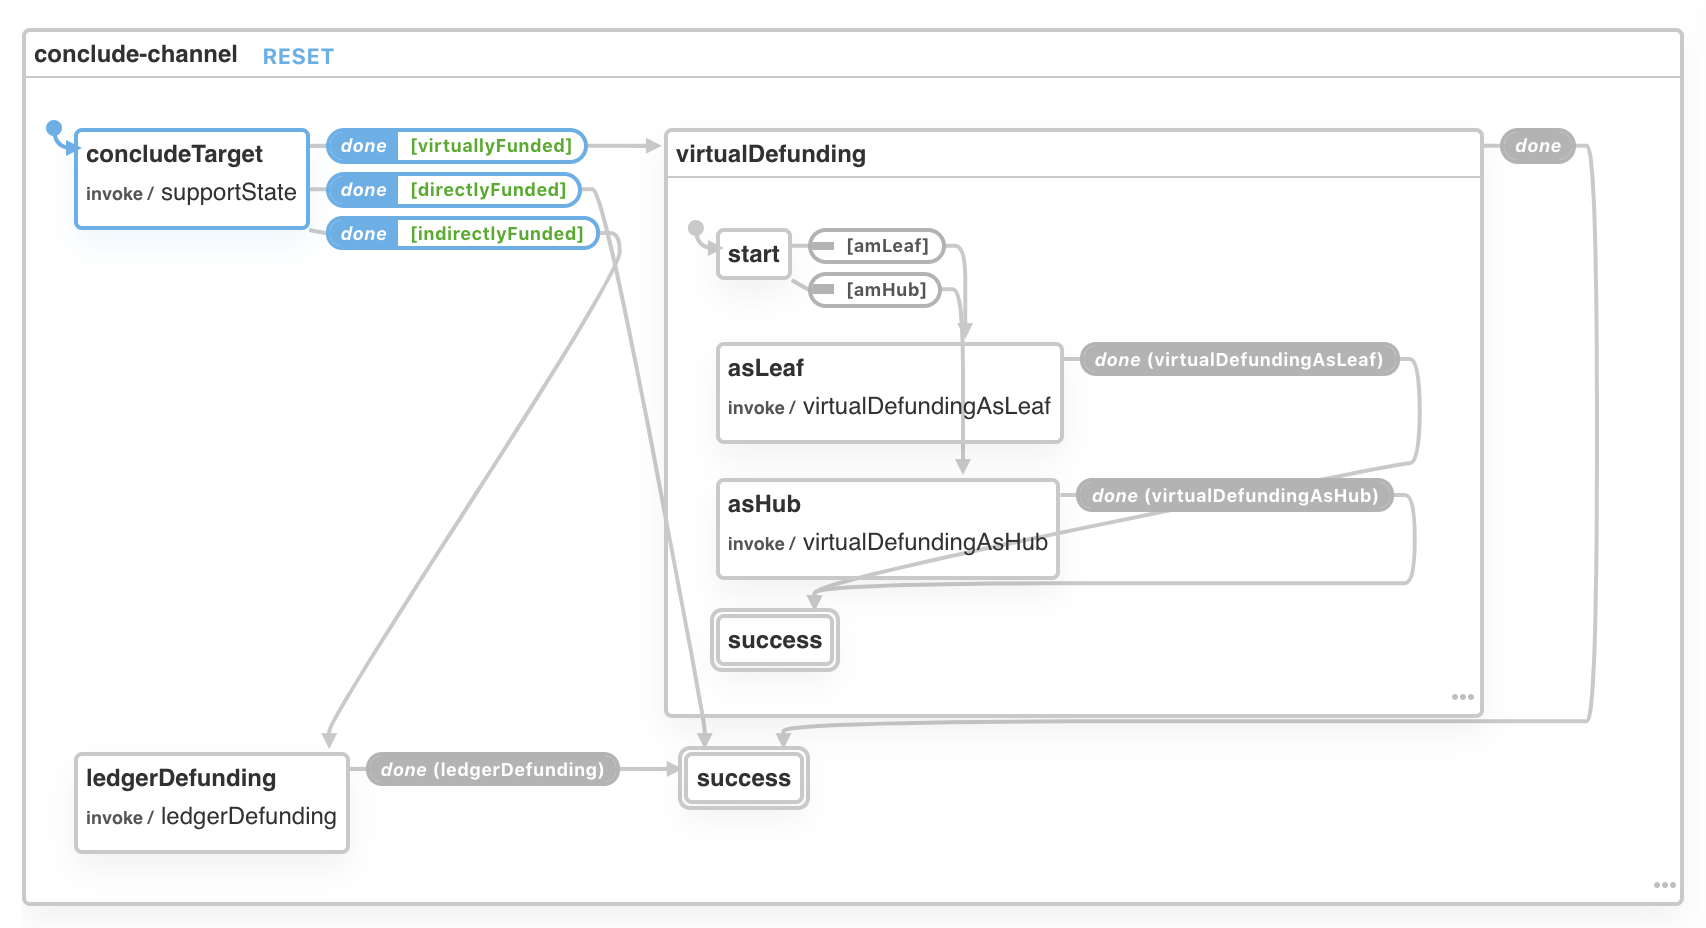 conclude-channel RESET
concludeTarget
invoke / supportState
done [virtuallyFunded]
done [directlyFunded]
done [indirectlyFunded]
virtualDefunding
done
start
[amLeaf]
[amHub]
asLeaf
invoke / virtualDefundingAsLeaf
done (virtualDefundingAsLeaf)
asHub
invoke / virtualDefundingAsHub
done (virtualDefundingAsHub)
success
ledgerDefunding
invoke / ledgerDefunding
done (ledgerDefunding)
success